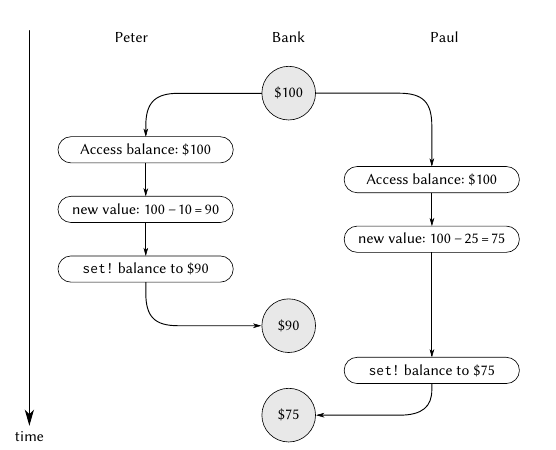 Peter Bank Paul
$100
Access balance: $100
Access balance: $100
new value: 100 – 10 = 90
new value: 100 – 25 = 75
set! balance to $90
$90
set! balance to $75
$75
time